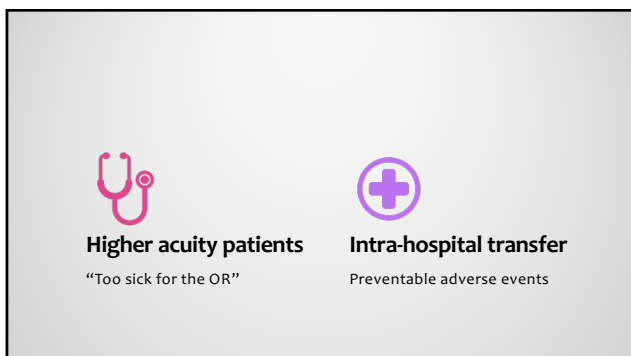 Higher acuity patients
“Too sick for the OR”
Intra-hospital transfer
Preventable adverse events